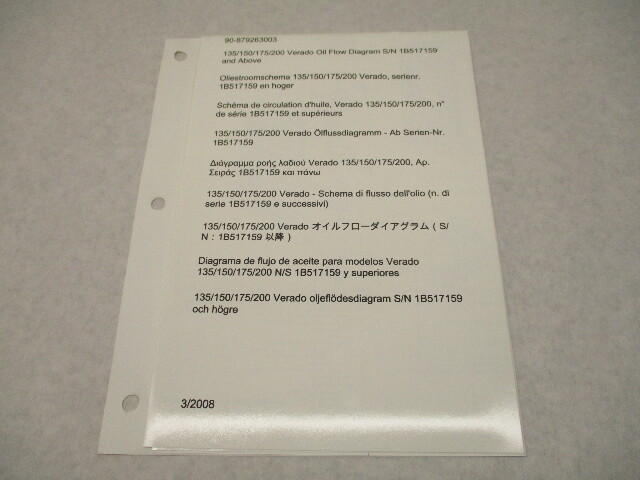 90-879263003
135/150/175/200 Verado Oil Flow Diagram S/N 1B517159
and Above
Oliestroomschema 135/150/175/200 Verado, serienr.
1B517159 en hoger
Schéma de circulation d'huile, Verado 135/150/175/200, n°
de série 1B517159 et supérieurs
135/150/175/200 Verado Ölflussdiagramm - Ab Serien-Nr.
1B517159
Διάγραμμα ροής λαδιού Verado 135/150/175/200, Αρ.
Σειράς 1B517159 και πάνω
135/150/175/200 Verado - Schema di flusso dell'olio (n. di
serie 1B517159 e successivi)
135/150/175/200 Verado オイルフローダイアグラム ( S/
N : 1B517159 以降 )
Diagrama de flujo de aceite para modelos Verado
135/150/175/200 N/S 1B517159 y superiores
135/150/175/200 Verado oljeflödesdiagram S/N 1B517159
och högre
3/2008